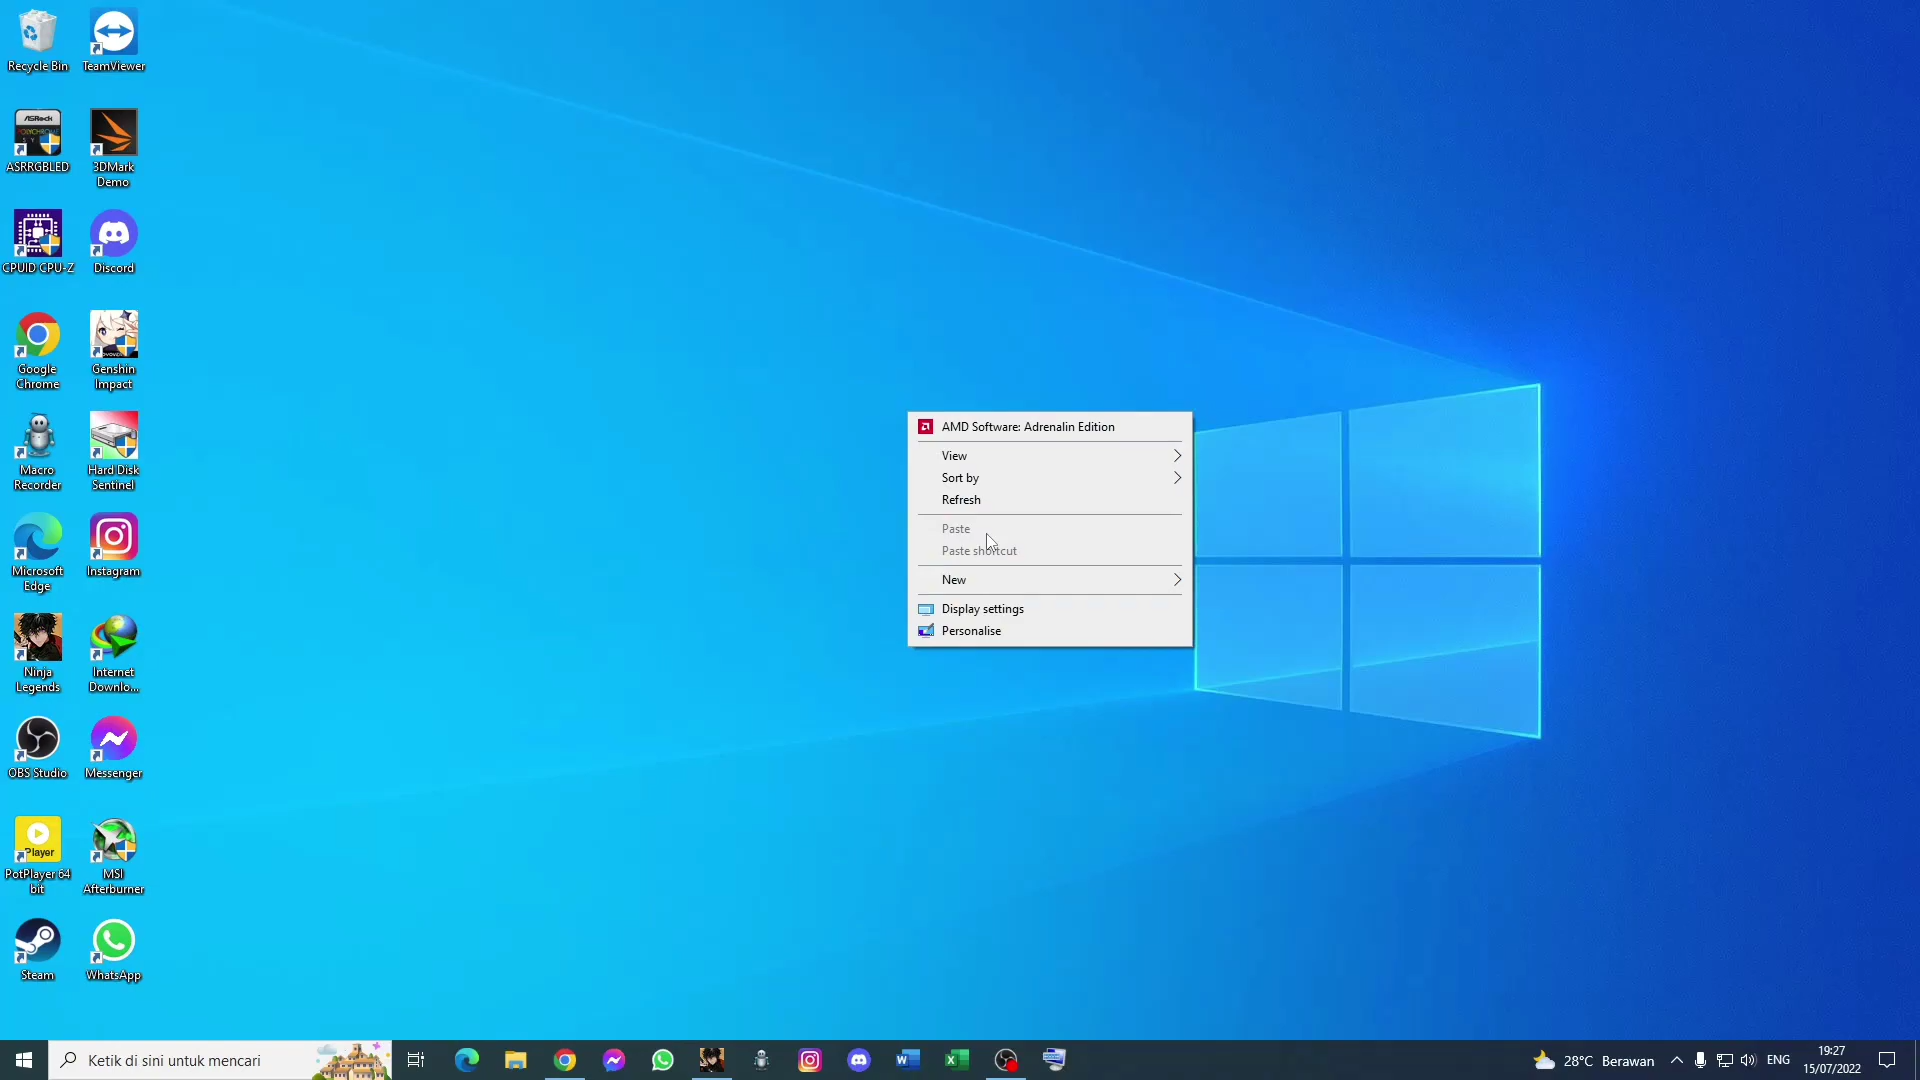 Recycle Bin
TeamViewer
ASRock
POLYCHROME
ASRRGBLED
3DMark
Demo
CPUID CPU-Z
Discord
Google
Chrome
Genshin
Impact
Macro
Recorder
Hard Disk
Sentinel
Microsoft
Edge
Instagram
Ninja
Legends
Internet
Downlo...
OBS Studio
Messenger
Player
PotPlayer 64
bit
MSI
Afterburner
Steam
WhatsApp
AMD Software: Adrenalin Edition
View
Sort by
Refresh
Paste
Paste shortcut
New
Display settings
Personalise
Ketik di sini untuk mencari
28°C Berawan
ENG
19:27
15/07/2022